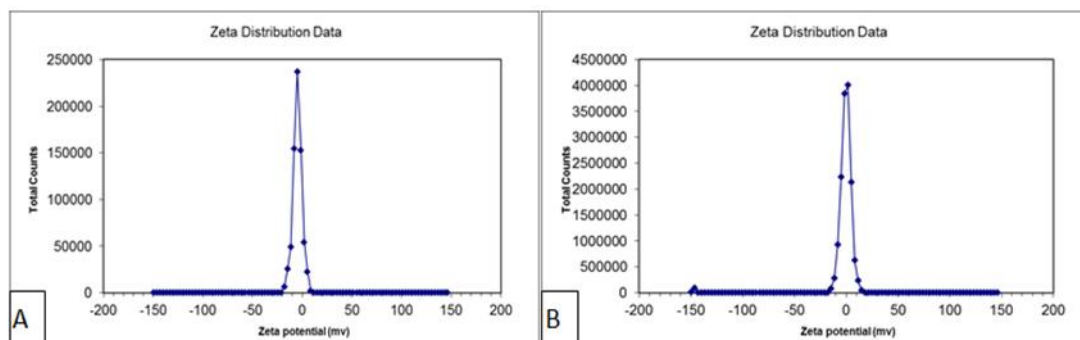 Zeta Distribution Data
250000
200000
150000
100000
50000
0
Total Counts
-200 -150 -100 -50 0 50 100 150 200
Zeta potential (mv)
A
Zeta Distribution Data
4500000
4000000
3500000
3000000
2500000
2000000
1500000
1000000
500000
0
Total Counts
-200 -150 -100 -50 0 50 100 150 200
Zeta potential (mv)
B